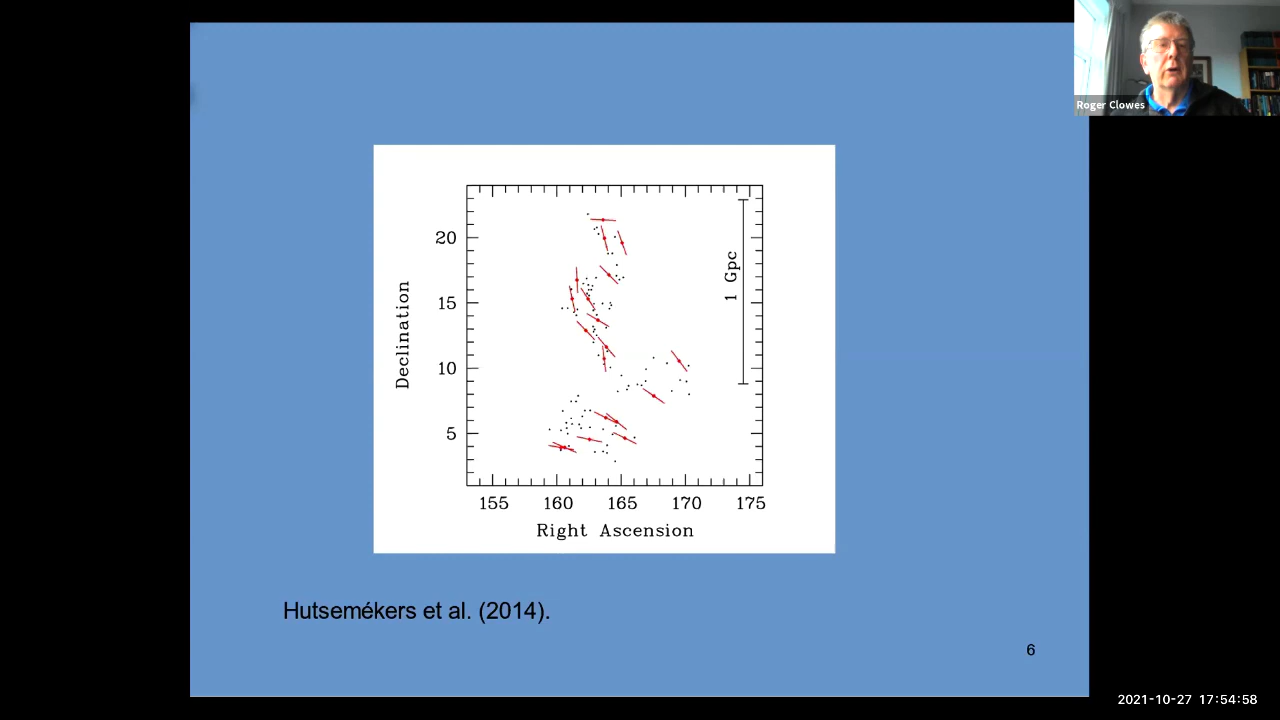 Roger Clowes
20
15
10
5
Declination
1 Gpc
155 160 165 170 175
Right Ascension
Hutsemékers et al. (2014).
6
2021-10-27 17:54:58